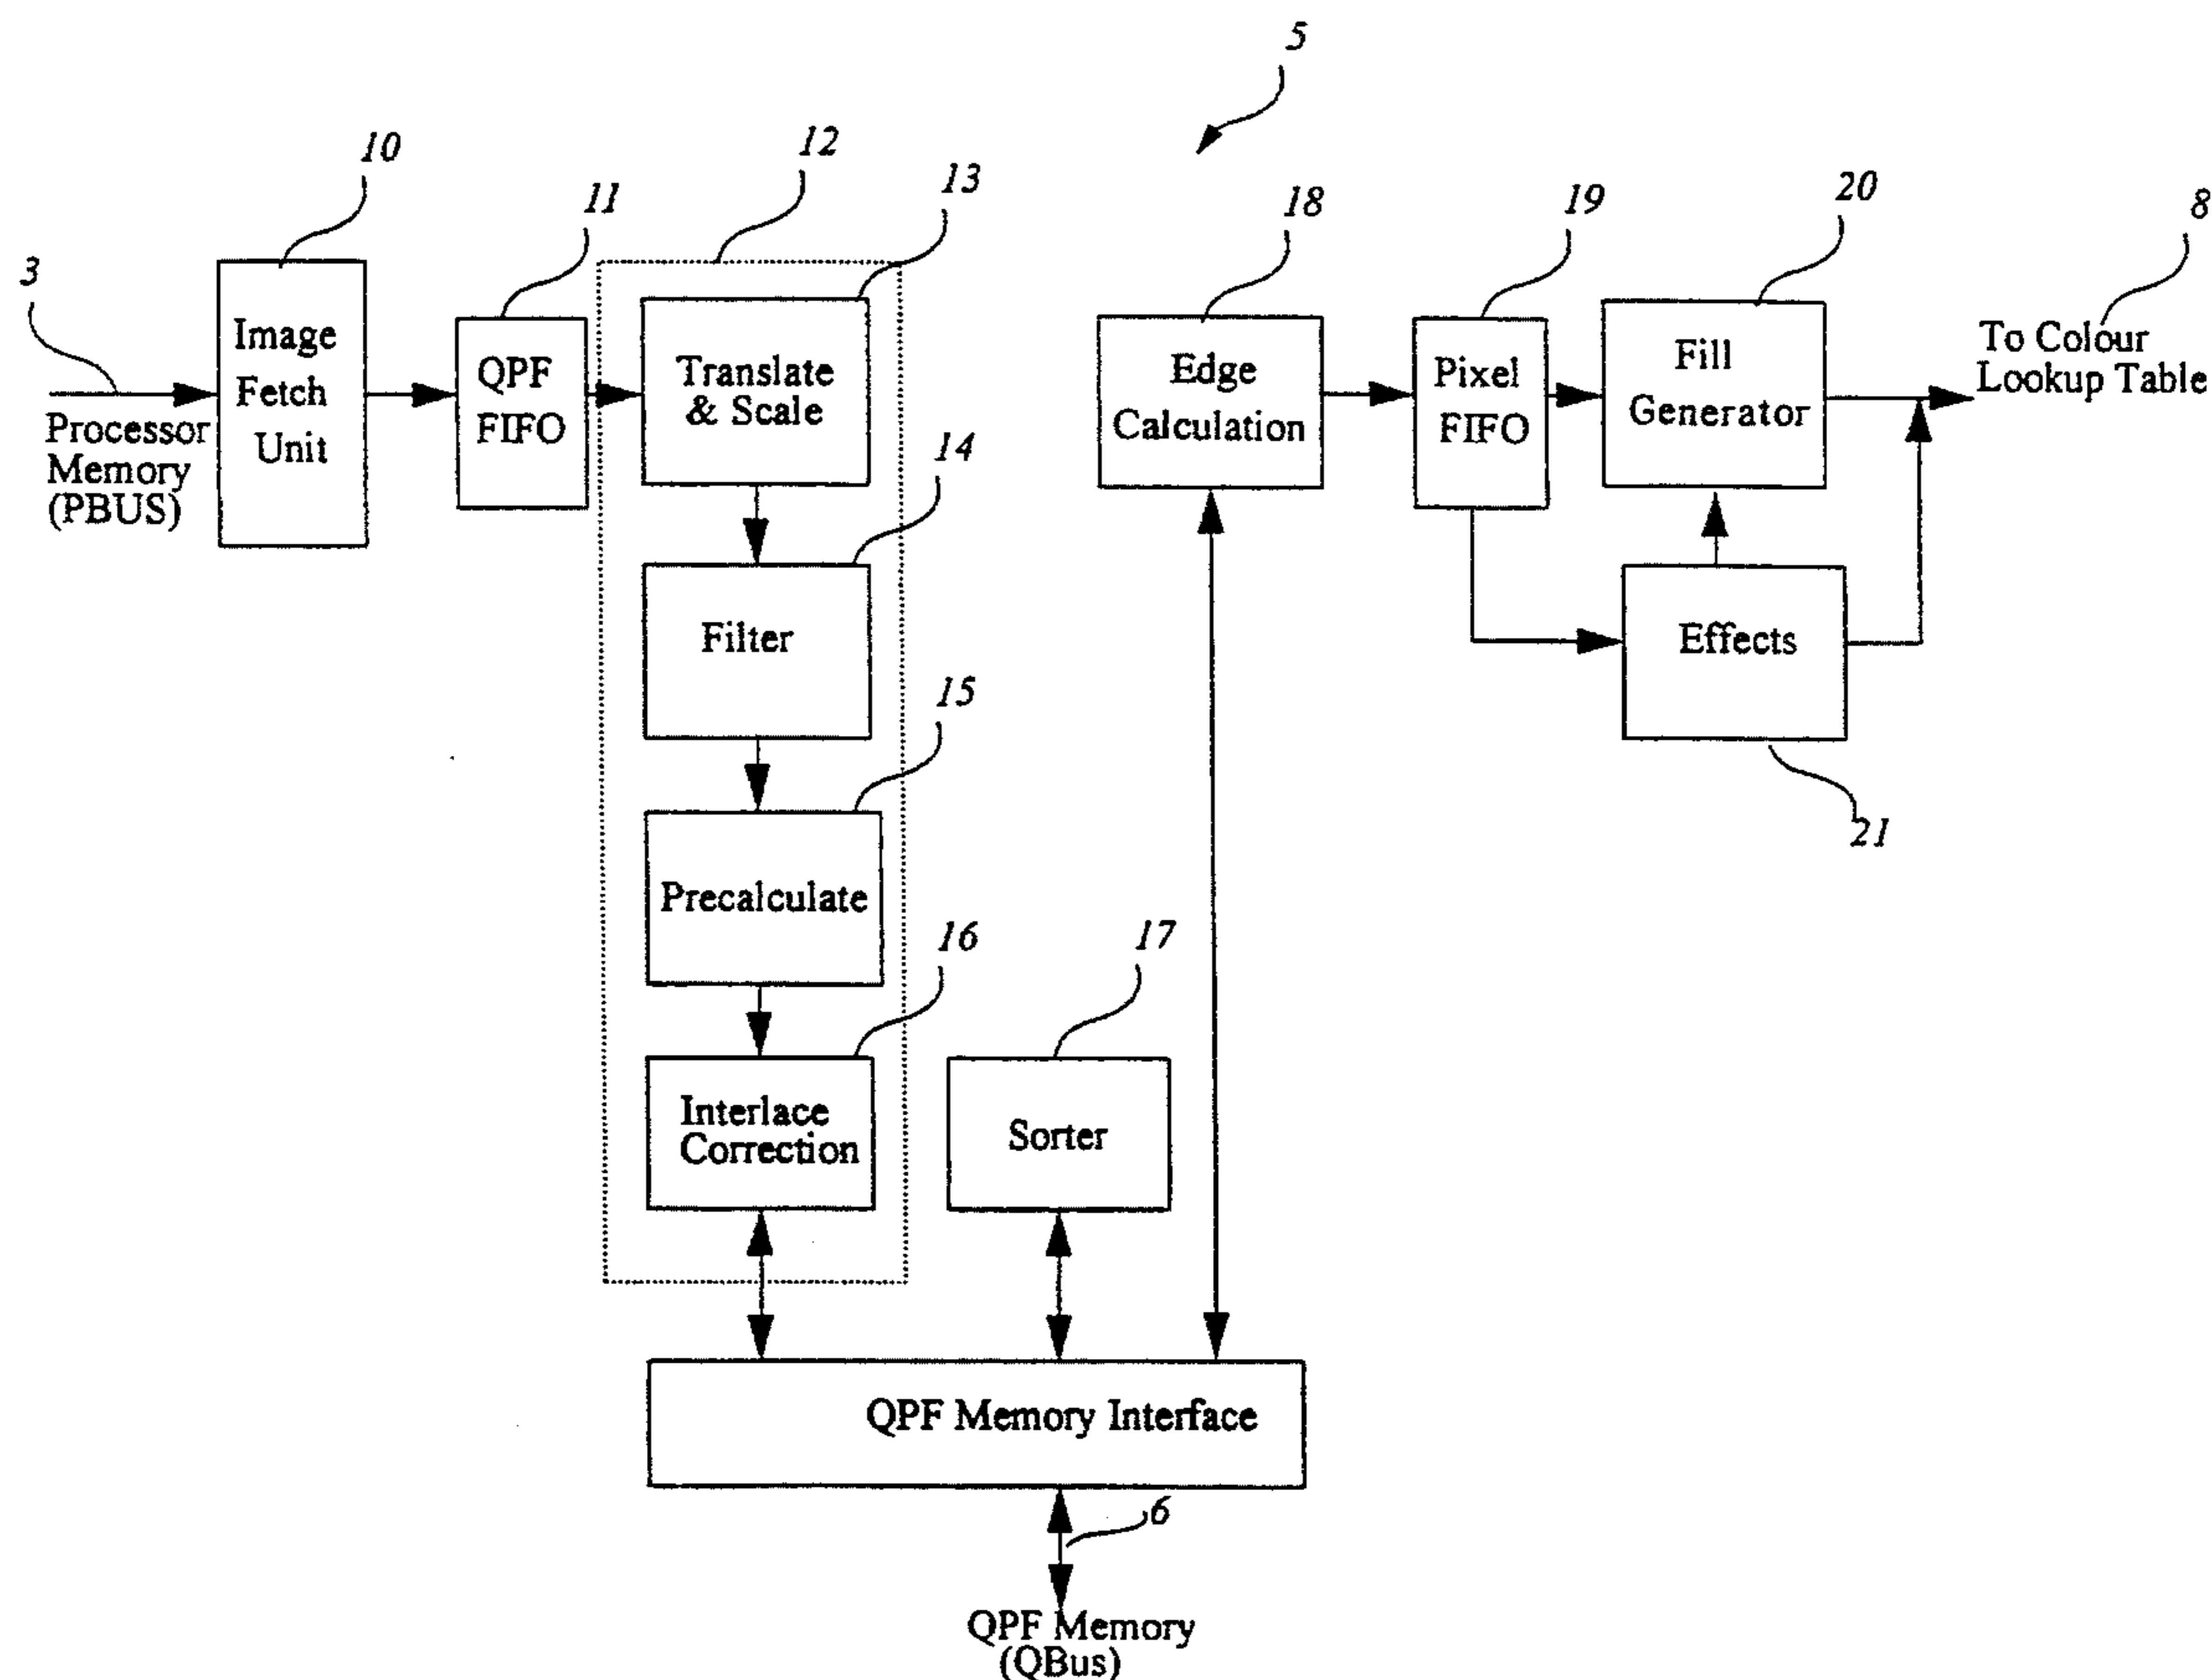 5
10
12
13
11
18
19
20
8
3
Image
Fetch
Unit
QPF
FIFO
Translate
& Scale
Edge
Calculation
Pixel
FIFO
Fill
Generator
To Colour
Lookup Table
Processor
Memory
(PBUS)
14
Filter
Effects
21
15
Precalculate
16
17
Interlace
Correction
Sorter
QPF Memory Interface
6
QPF Memory
(QBus)